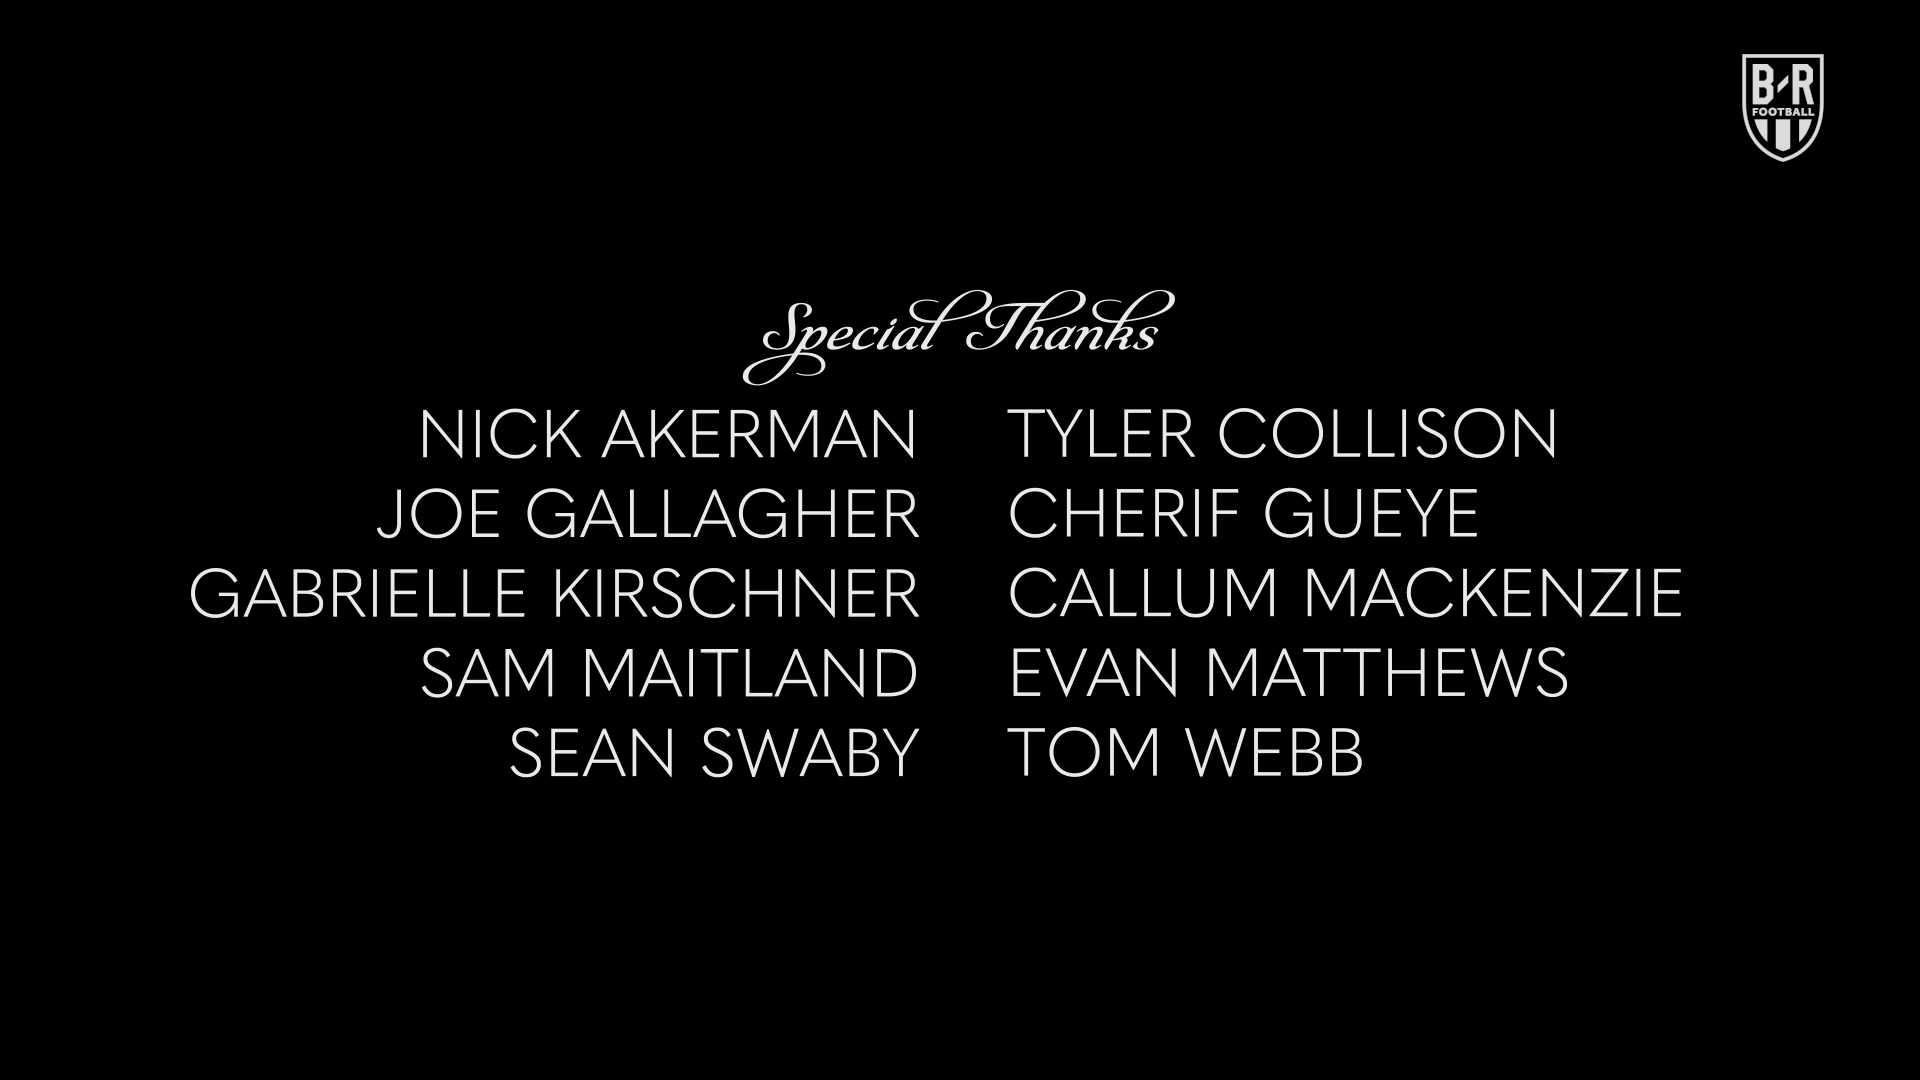 B R
FOOTBALL
Special Thanks
NICK AKERMAN TYLER COLLISON
JOE GALLAGHER CHERIF GUEYE
GABRIELLE KIRSCHNER CALLUM MACKENZIE
SAM MAITLAND EVAN MATTHEWS
SEAN SWABY TOM WEBB